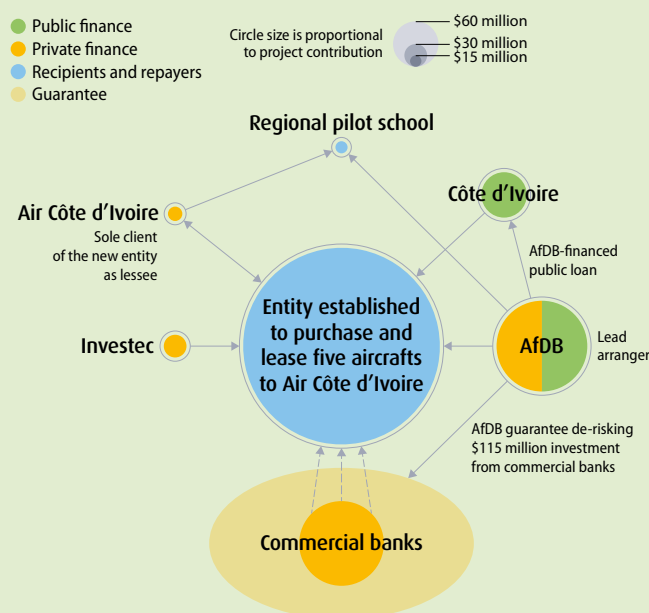 Public finance
Private finance
Recipients and repayers
Guarantee
Circle size is proportional
to project contribution
$60 million
$30 million
$15 million
Regional pilot school
Air Côte d'Ivoire
Sole client
of the new entity
as lessee
Côte d'Ivoire
AfDB-financed
public loan
Entity established
to purchase and
lease five aircrafts
to Air Côte d'Ivoire
Investec
AfDB
Lead
arranger
AfDB guarantee de-risking
$115 million investment
from commercial banks
Commercial banks